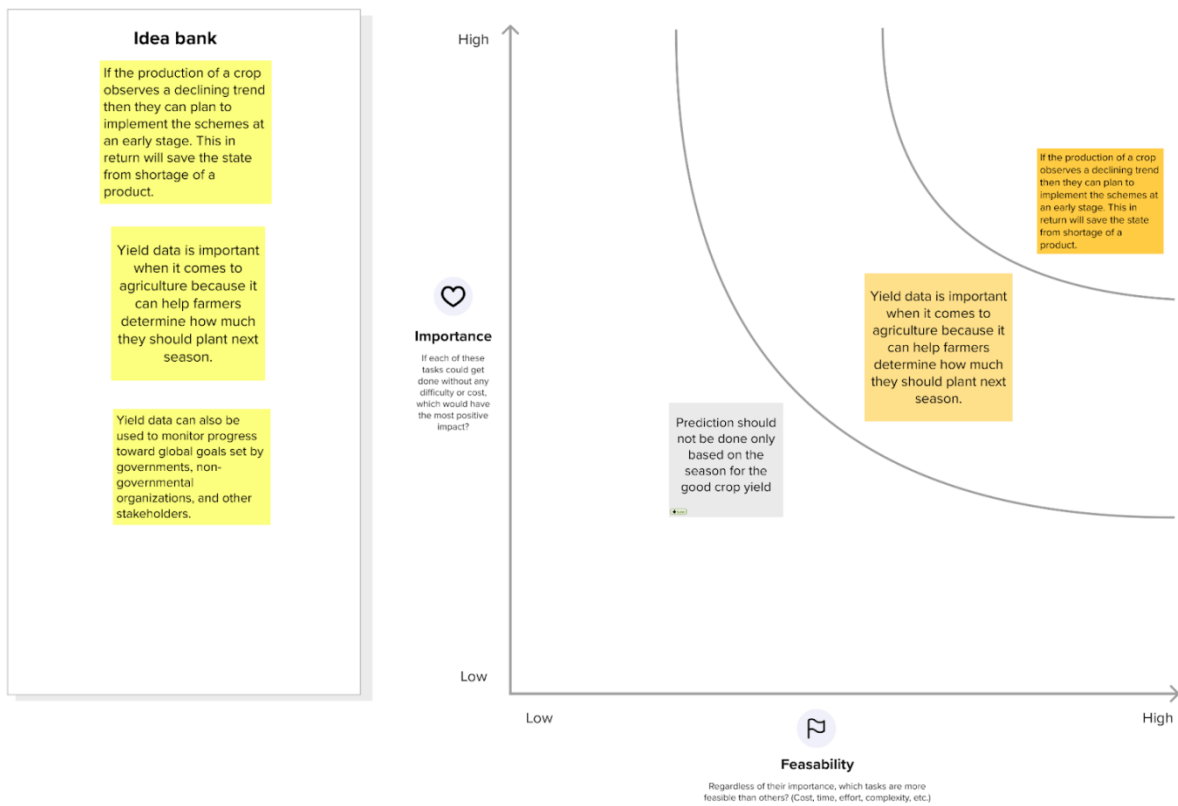 Idea bank
If the production of a crop
observes a declining trend
then they can plan to
implement the schemes at
an early stage. This in
return will save the state
from shortage of a
product.
Yield data is important
when it comes to
agriculture because it
can help farmers
determine how much
they should plant next
season.
Yield data can also be
used to monitor progress
toward global goals set by
governments, non-
governmental
organizations, and other
stakeholders.
High
Importance
If each of these
tasks could get
done without any
difficulty or cost,
which would have
the most positive
impact?
Low
If the production of a crop
observes a declining trend
then they can plan to
implement the schemes at
an early stage. This in
return will save the state
from shortage of a
product.
Yield data is important
when it comes to
agriculture because it
can help farmers
determine how much
they should plant next
season.
Prediction should
not be done only
based on the
season for the
good crop yield
Low
High
Feasability
Regardless of their importance, which tasks are more
feasible than others? (Cost, time, effort, complexity, etc.)